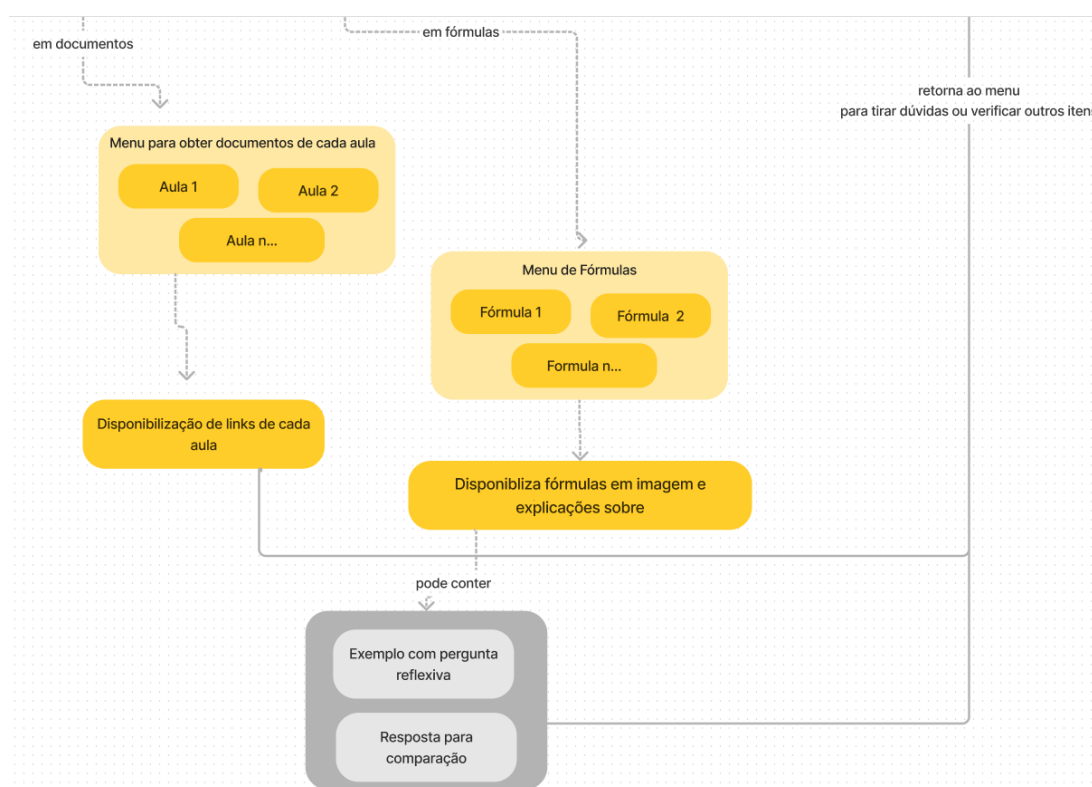 em documentos
em fórmulas
retorna ao menu
para tirar dúvidas ou verificar outros itens
Menu para obter documentos de cada aula
Aula 1
Aula 2
Aula n...
Menu de Fórmulas
Fórmula 1
Fórmula 2
Formula n...
Disponibilização de links de cada
aula
Disponibliza fórmulas em imagem e
explicações sobre
pode conter
Exemplo com pergunta
reflexiva
Resposta para
comparação